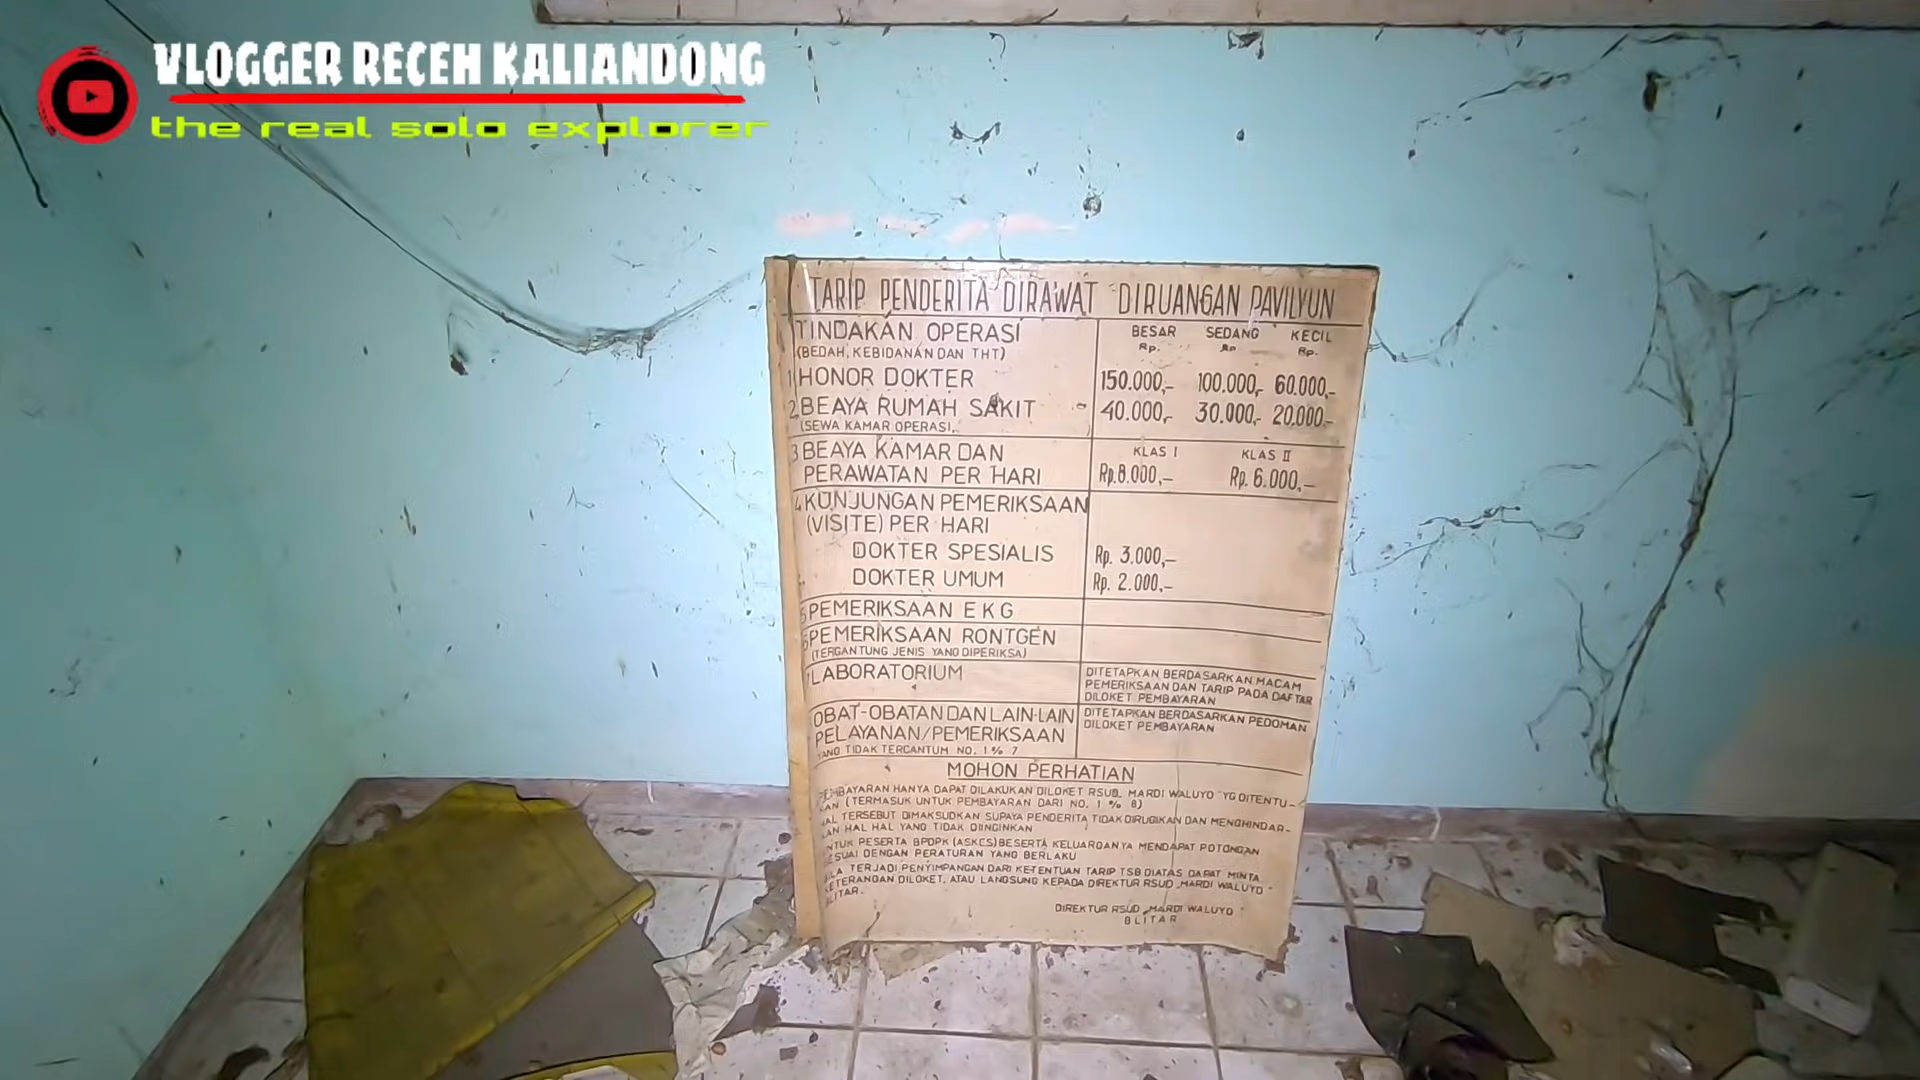 VLOGGER RECEH KALIANDONG
the real solo explorer
TARIP PENDERITA DIRAWAT DIRUANGAN PAVILYUN
TINDAKAN OPERASI BESAR SEDANG KECIL
(BEDAH, KEBIDANAN DAN THT) Rp. Rp Rp.
1 HONOR DOKTER 150.000,- 100.000,- 60.000,-
2 BEAYA RUMAH SAKIT 40.000,- 30.000,- 20.000,-
(SEWA KAMAR OPERASI,
3 BEAYA KAMAR DAN KLAS I KLAS II
PERAWATAN PER HARI Rp. 8.000,- Rp. 6.000,-
4 KUNJUNGAN PEMERIKSAAN
(VISITE) PER HARI
DOKTER SPESIALIS Rp. 3.000,-
DOKTER UMUM Rp. 2.000,-
5 PEMERIKSAAN EKG
6 PEMERIKSAAN RONTGEN
(TERGANTUNG JENIS YANG DIPERIKSA)
LABORATORIUM DITETAPKAN BERDASARKAN MACAM
PEMERIKSAAN DAN TARIP PADA DAFTAR
DILOKET PEMBAYARAN
OBAT-OBATAN DAN LAIN-LAIN DITETAPKAN BERDASARKAN PEDOMAN
PELAYANAN/PEMERIKSAAN DILOKET PEMBAYARAN
YANG TIDAK TERCANTUM NO. 1 % 7
MOHON PERHATIAN
PEMBAYARAN HANYA DAPAT DILAKUKAN DILOKET RSUD. MARDI WALUYO YG DITENTU-
KAN (TERMASUK UNTUK PEMBAYARAN DARI NO. 1 % 8)
HAL TERSEBUT DIMAKSUDKAN SUPAYA PENDERITA TIDAK DIRUGIKAN DAN MENGHINDAR-
KAN HAL HAL YANG TIDAK DIINGINKAN
UNTUK PESERTA BPDPK (ASKES) BESERTA KELUARGANYA MENDAPAT POTONGAN
SESUAI DENGAN PERATURAN YANG BERLAKU
BILA TERJADI PENYIMPANGAN DARI KETENTUAN TARIP TSB DIATAS DAPAT MINTA
KETERANGAN DILOKET, ATAU LANGSUNG KEPADA DIREKTUR RSUD „MARDI WALUYO"
BLITAR.
DIREKTUR RSUD „MARDI WALUYO"
BLITAR